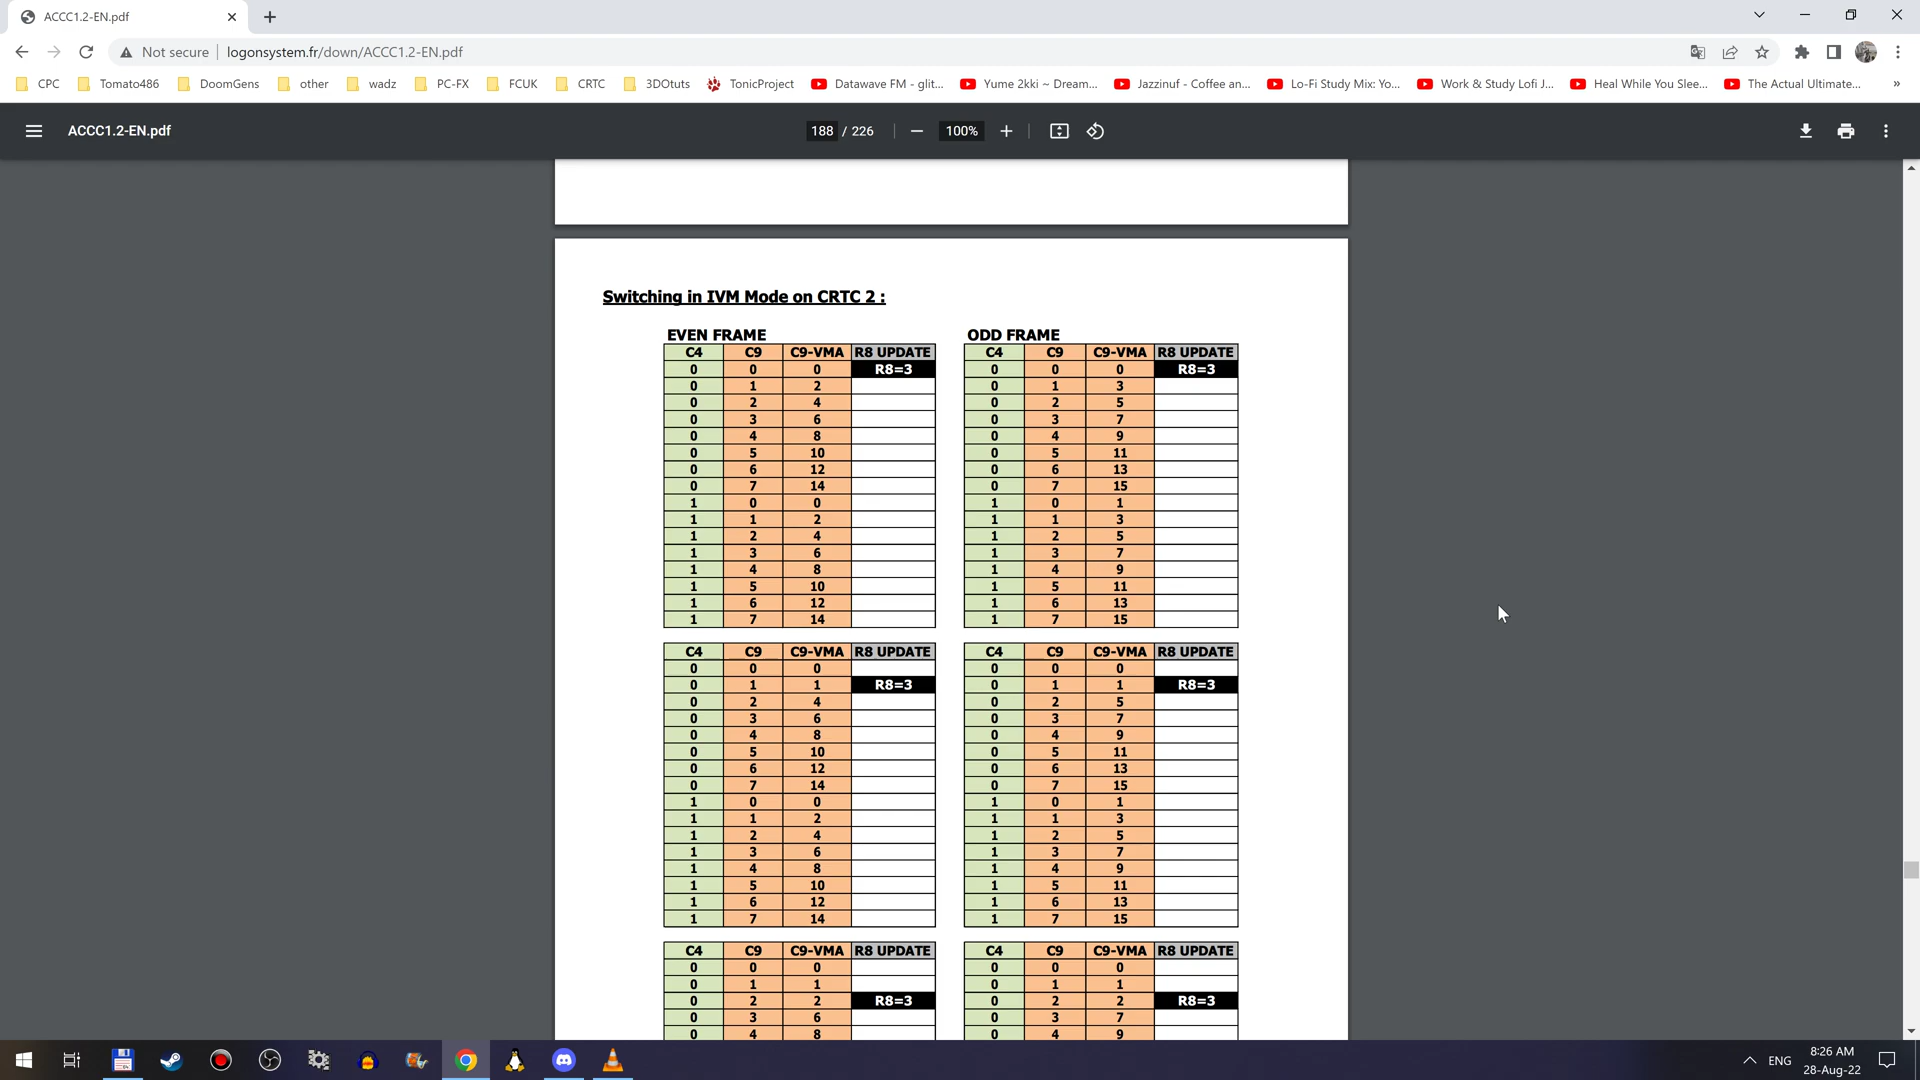 ACCC1.2-EN.pdf
Not secure logonsystem.fr/down/ACCC1.2-EN.pdf
CPC Tomato486 DoomGens other wadz PC-FX FCUK CRTC 3DOtuts TonicProject Datawave FM - glit... Yume 2kki ~ Dream... Jazzinuf - Coffee an... Lo-Fi Study Mix: Yo... Work & Study Lofi J... Heal While You Slee... The Actual Ultimate... »
ACCC1.2-EN.pdf 188 / 226 100%
Switching in IVM Mode on CRTC 2 :
EVEN FRAME ODD FRAME
C4 C9 C9-VMA R8 UPDATE C4 C9 C9-VMA R8 UPDATE
0 0 0 R8=3 0 0 0 R8=3
0 1 2 0 1 3
0 2 4 0 2 5
0 3 6 0 3 7
0 4 8 0 4 9
0 5 10 0 5 11
0 6 12 0 6 13
0 7 14 0 7 15
1 0 0 1 0 1
1 1 2 1 1 3
1 2 4 1 2 5
1 3 6 1 3 7
1 4 8 1 4 9
1 5 10 1 5 11
1 6 12 1 6 13
1 7 14 1 7 15
C4 C9 C9-VMA R8 UPDATE C4 C9 C9-VMA R8 UPDATE
0 0 0 0 0 0
0 1 1 R8=3 0 1 1 R8=3
0 2 4 0 2 5
0 3 6 0 3 7
0 4 8 0 4 9
0 5 10 0 5 11
0 6 12 0 6 13
0 7 14 0 7 15
1 0 0 1 0 1
1 1 2 1 1 3
1 2 4 1 2 5
1 3 6 1 3 7
1 4 8 1 4 9
1 5 10 1 5 11
1 6 12 1 6 13
1 7 14 1 7 15
C4 C9 C9-VMA R8 UPDATE C4 C9 C9-VMA R8 UPDATE
0 0 0 0 0 0
0 1 1 0 1 1
0 2 2 R8=3 0 2 2 R8=3
0 3 6 0 3 7
0 4 8 0 4 9
ENG 8:26 AM
28-Aug-22